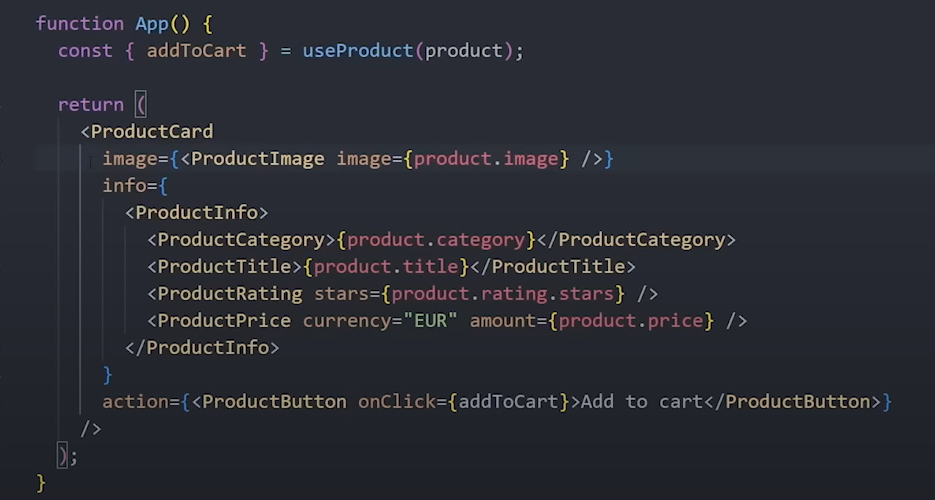 function App() {
  const { addToCart } = useProduct(product);

  return (
    <ProductCard
      image={<ProductImage image={product.image} />}
      info={
        <ProductInfo>
          <ProductCategory>{product.category}</ProductCategory>
          <ProductTitle>{product.title}</ProductTitle>
          <ProductRating stars={product.rating.stars} />
          <ProductPrice currency="EUR" amount={product.price} />
        </ProductInfo>
      }
      action={<ProductButton onClick={addToCart}>Add to cart</ProductButton>}
    />
  );
}